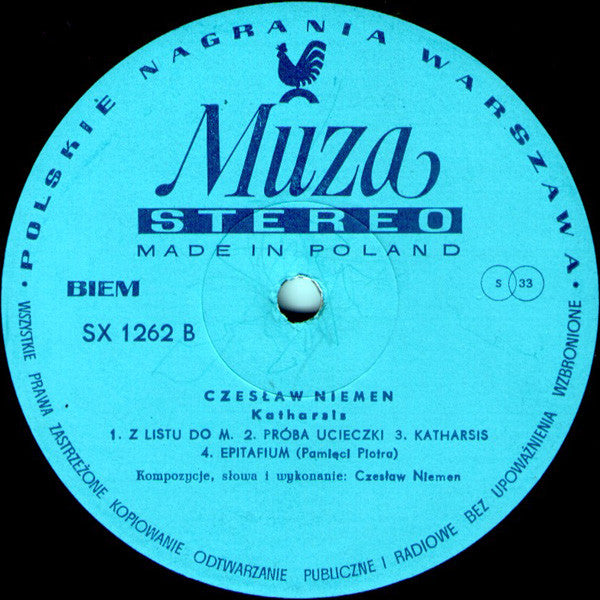 • POLSKIE NAGRANIA WARSZAWA •
Muza
STEREO
MADE IN POLAND
BIEM
S 33
SX 1262 B
CZESŁAW NIEMEN
Katharsis
1. Z LISTU DO M. 2. PRÓBA UCIECZKI 3. KATHARSIS
4. EPITAFIUM (Pamięci Piotra)
Kompozycje, słowa i wykonanie: Czesław Niemen
WSZYSTKIE PRAWA ZASTRZEŻONE KOPIOWANIE ODTWARZANIE PUBLICZNE I RADIOWE BEZ UPOWAŻNIENIA WZBRONIONE